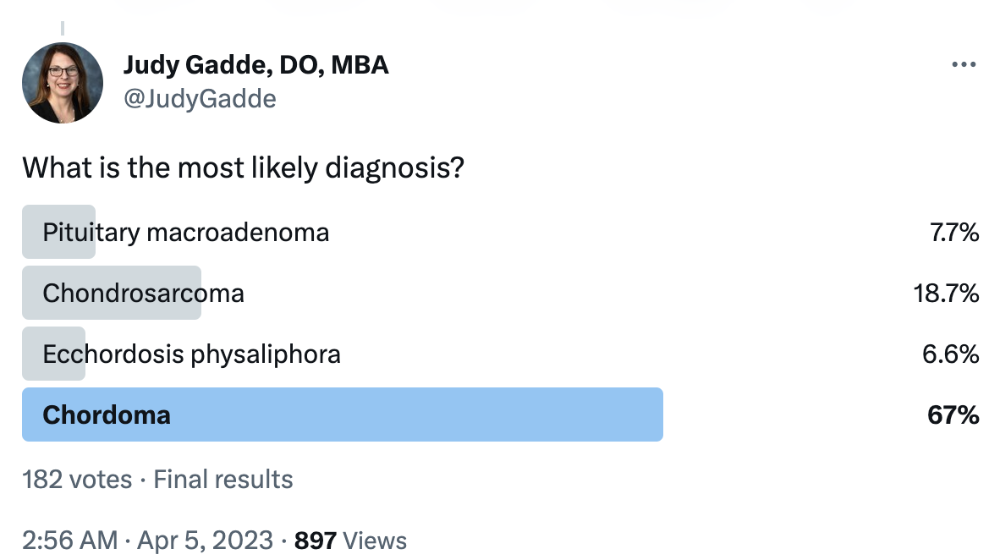 Judy Gadde, DO, MBA
@JudyGadde
What is the most likely diagnosis?
Pituitary macroadenoma 7.7%
Chondrosarcoma 18.7%
Ecchordosis physaliphora 6.6%
Chordoma 67%
182 votes · Final results
2:56 AM · Apr 5, 2023 · 897 Views